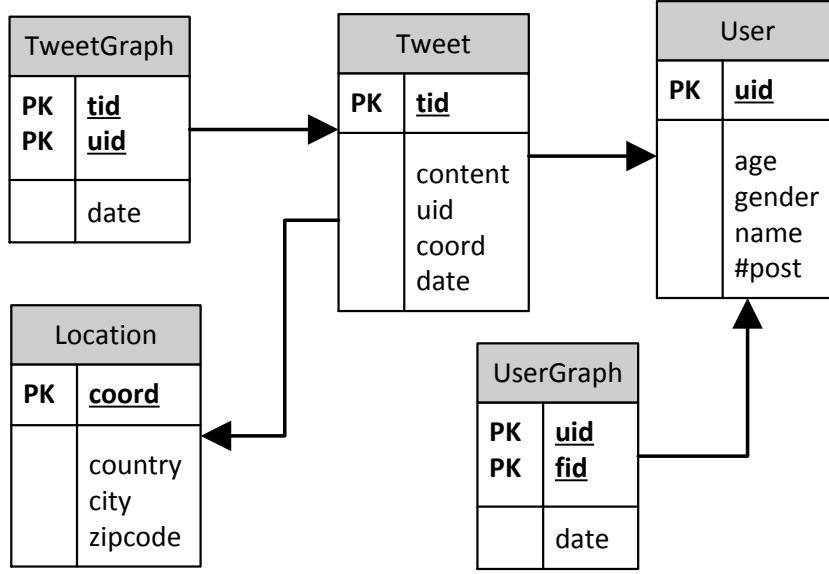 TweetGraph
PK tid
PK uid
date
Tweet
PK tid
content
uid
coord
date
User
PK uid
age
gender
name
#post
Location
PK coord
country
city
zipcode
UserGraph
PK uid
PK fid
date